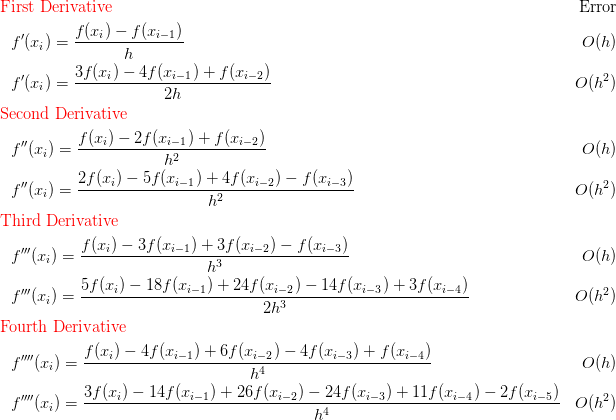 First Derivative Error
f′(x_i) = \frac{f(x_i) − f(x_{i−1})}{h} O(h)
f′(x_i) = \frac{3f(x_i) − 4f(x_{i−1}) + f(x_{i−2})}{2h} O(h^2)
Second Derivative
f′′(x_i) = \frac{f(x_i) − 2f(x_{i−1}) + f(x_{i−2})}{h^2} O(h)
f′′(x_i) = \frac{2f(x_i) − 5f(x_{i−1}) + 4f(x_{i−2}) − f(x_{i−3})}{h^2} O(h^2)
Third Derivative
f′′′(x_i) = \frac{f(x_i) − 3f(x_{i−1}) + 3f(x_{i−2}) − f(x_{i−3})}{h^3} O(h)
f′′′(x_i) = \frac{5f(x_i) − 18f(x_{i−1}) + 24f(x_{i−2}) − 14f(x_{i−3}) + 3f(x_{i−4})}{2h^3} O(h^2)
Fourth Derivative
f′′′′(x_i) = \frac{f(x_i) − 4f(x_{i−1}) + 6f(x_{i−2}) − 4f(x_{i−3}) + f(x_{i−4})}{h^4} O(h)
f′′′′(x_i) = \frac{3f(x_i) − 14f(x_{i−1}) + 26f(x_{i−2}) − 24f(x_{i−3}) + 11f(x_{i−4}) − 2f(x_{i−5})}{h^4} O(h^2)